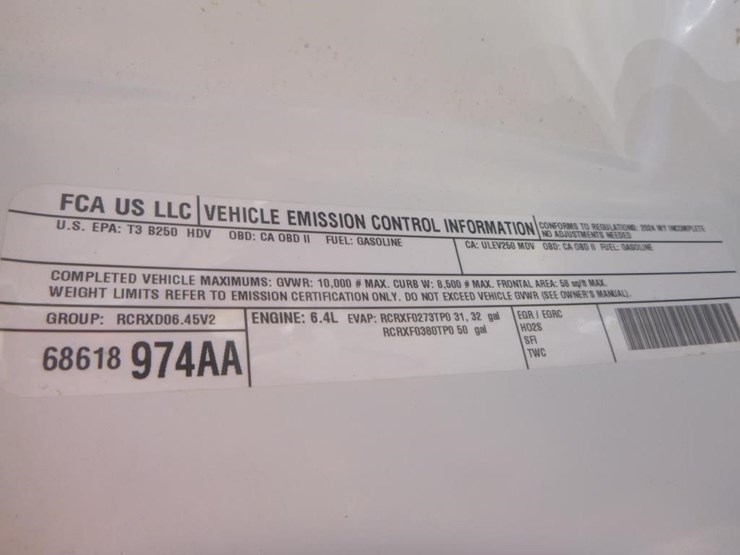 FCA US LLC VEHICLE EMISSION CONTROL INFORMATION
CONFORMS TO REGULATIONS: 2024 MY INCOMPLETE
NO ADJUSTMENTS NEEDED
U.S. EPA: T3 B250 HDV OBD: CA OBD II FUEL: GASOLINE
CA: ULEV250 MDV OBD: CA OBD II FUEL: GASOLINE
COMPLETED VEHICLE MAXIMUMS: GVWR: 10,000 # MAX. CURB W: 8,500 # MAX. FRONTAL AREA: 58 sq/ft MAX.
WEIGHT LIMITS REFER TO EMISSION CERTIFICATION ONLY. DO NOT EXCEED VEHICLE GVWR (SEE OWNER'S MANUAL).
GROUP: RCRXD06.45V2
68618 974AA
ENGINE: 6.4L EVAP: RCRXF0273TP0 31, 32 gal
RCRXF0380TP0 50 gal
EGR / EGRC
HO2S
SFI
TWC